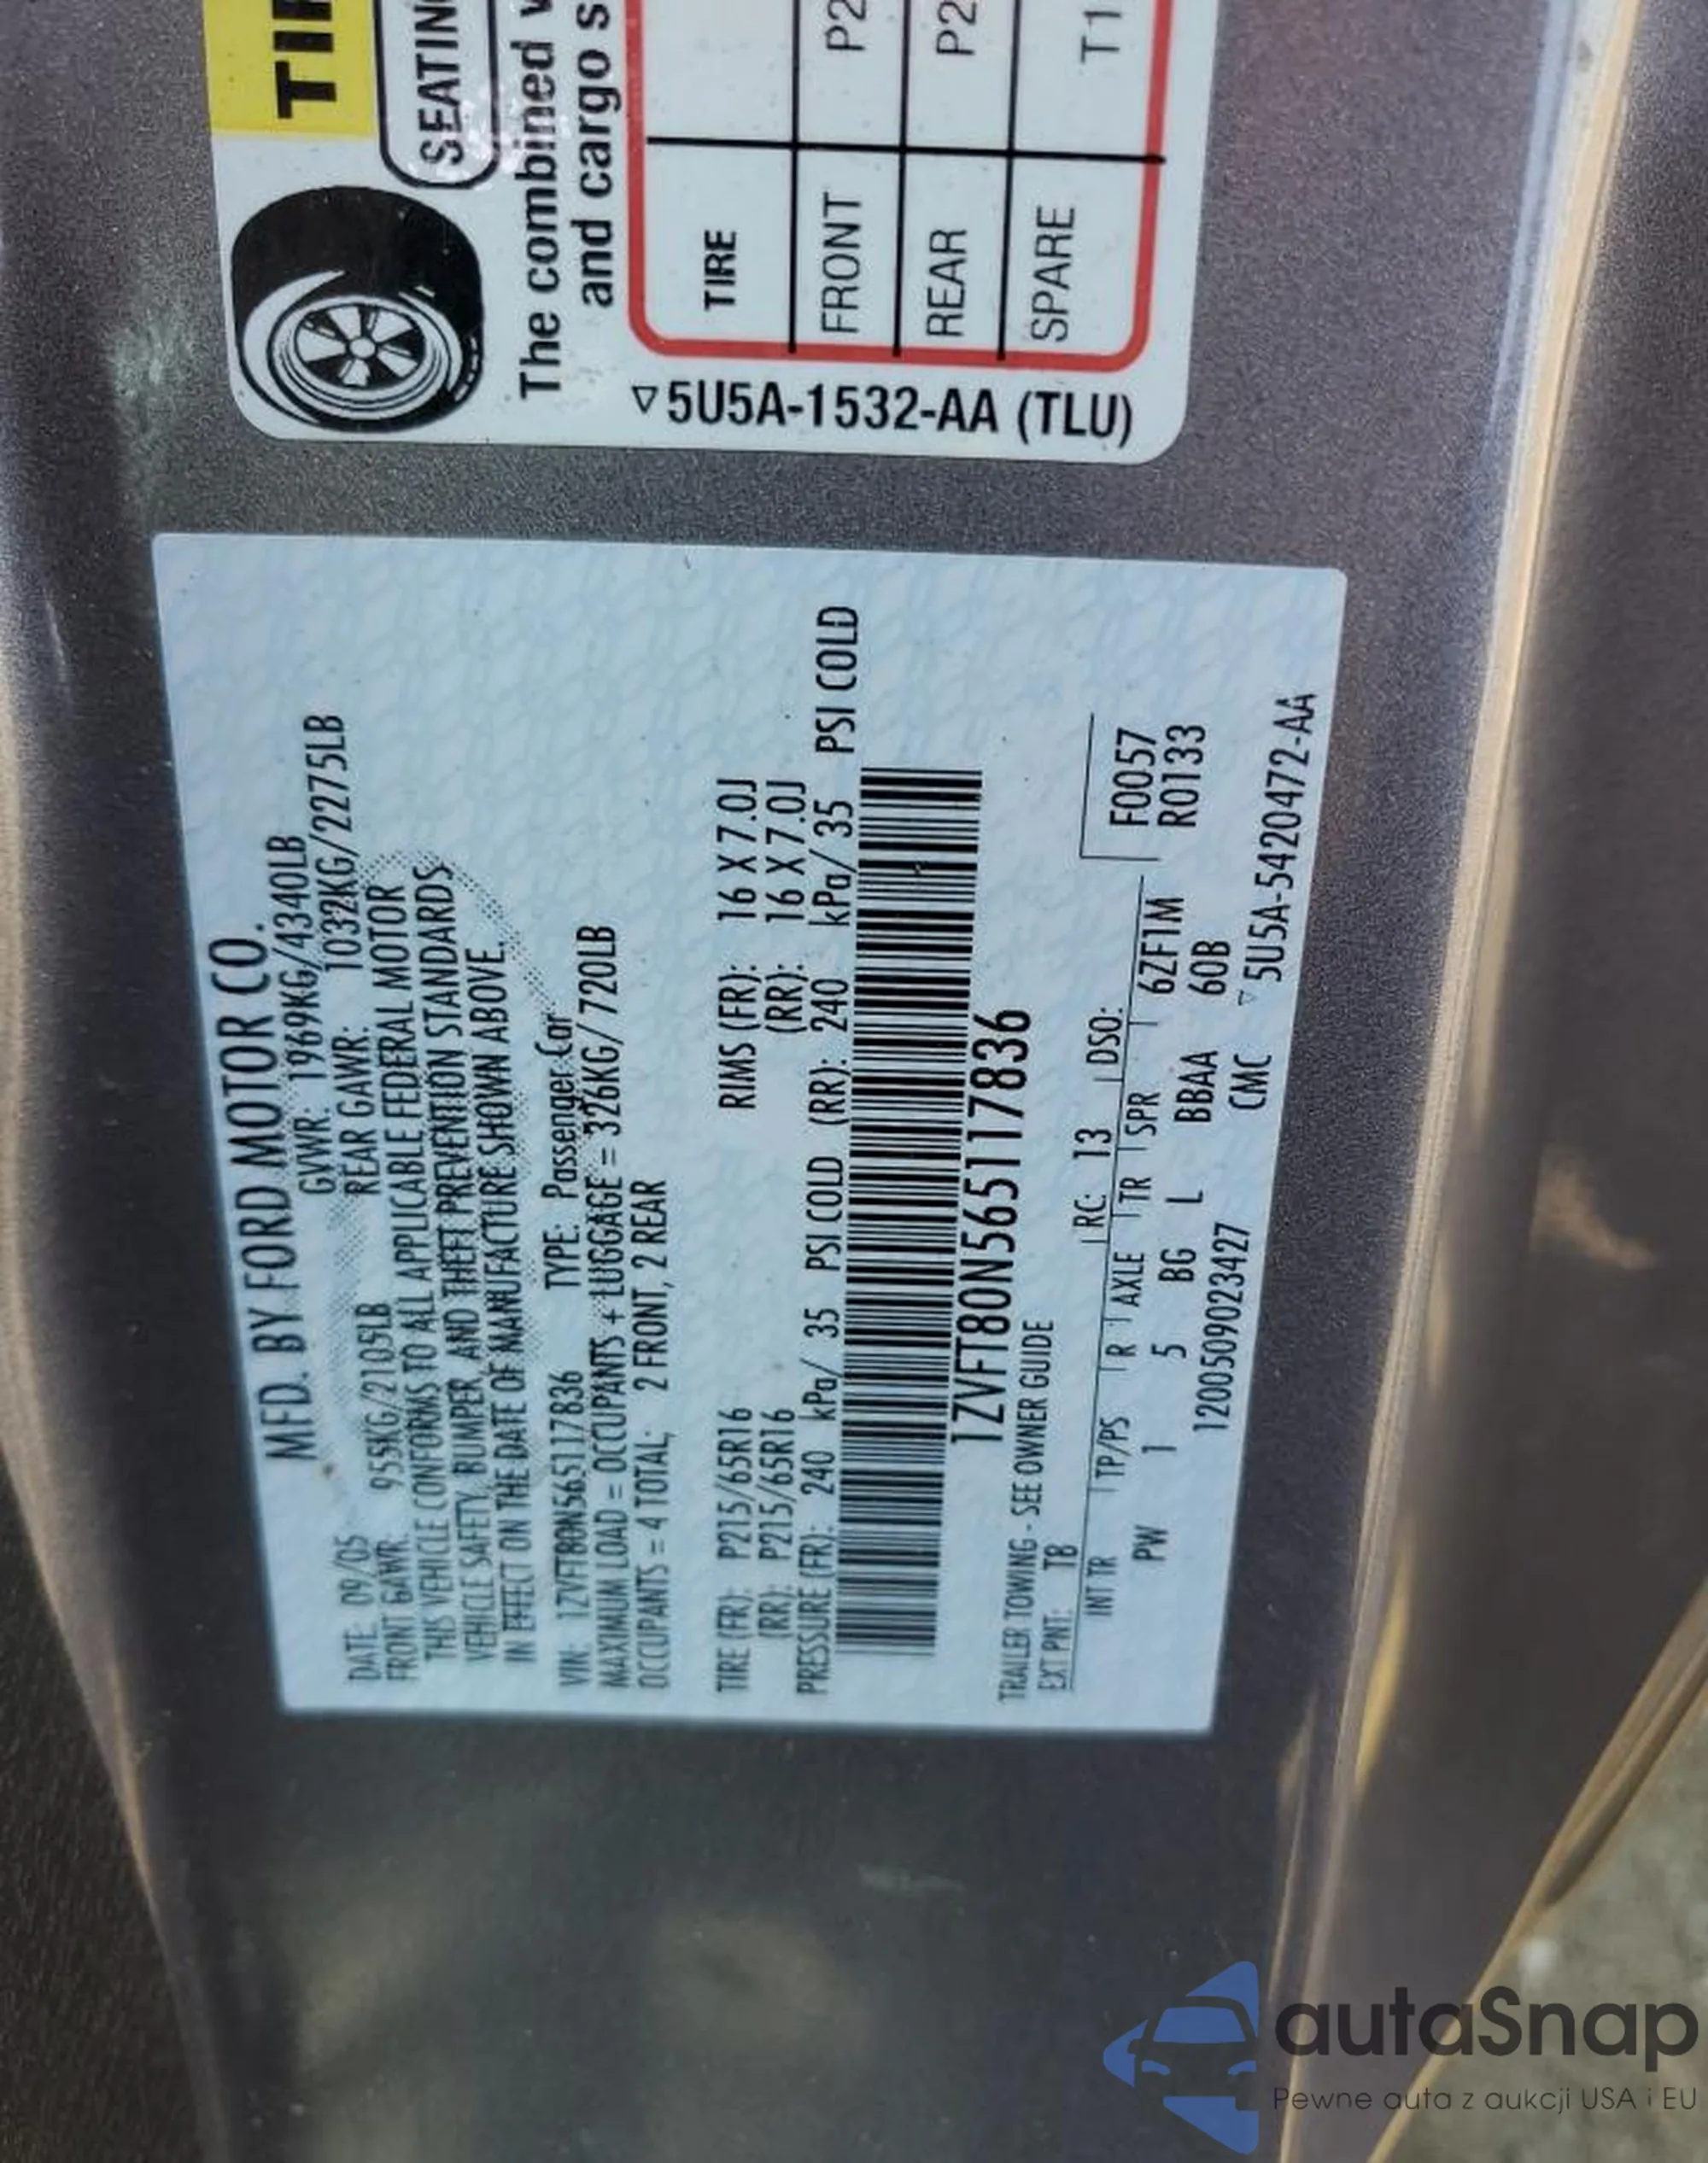 MFD. BY FORD MOTOR CO.
DATE: 09/05 GVWR: 1969KG/4340LB
FRONT GAWR: 955KG/2105LB REAR GAWR: 1032KG/2275LB
THIS VEHICLE CONFORMS TO ALL APPLICABLE FEDERAL MOTOR
VEHICLE SAFETY, BUMPER, AND THEFT PREVENTION STANDARDS
IN EFFECT ON THE DATE OF MANUFACTURE SHOWN ABOVE.
VIN: 1ZVFT80N565117836 TYPE: Passenger Car
MAXIMUM LOAD = OCCUPANTS + LUGGAGE = 326KG/720LB
OCCUPANTS = 4 TOTAL; 2 FRONT, 2 REAR
TIRE (FR): P215/65R16 RIMS (FR): 16 X 7.0J
(RR): P215/65R16 (RR): 16 X 7.0J
PRESSURE (FR): 240 kPa/ 35 PSI COLD (RR): 240 kPa/ 35 PSI COLD
1ZVFT80N565117836
TRAILER TOWING - SEE OWNER GUIDE
EXT PNT: T8 RC: 13 DSO:
INT TR TP/PS R AXLE TR SPR F0057
PW 1 5 BG L BBAA 6ZF1M R0133
60B
1200509023427 CMC ▽5U5A-5420472-AA
TIR
SEATING
The combined w
and cargo s
TIRE
FRONT P2
REAR P2
SPARE T1
▽5U5A-1532-AA (TLU)
autaSnap
Pewne auta z aukcji USA i EU